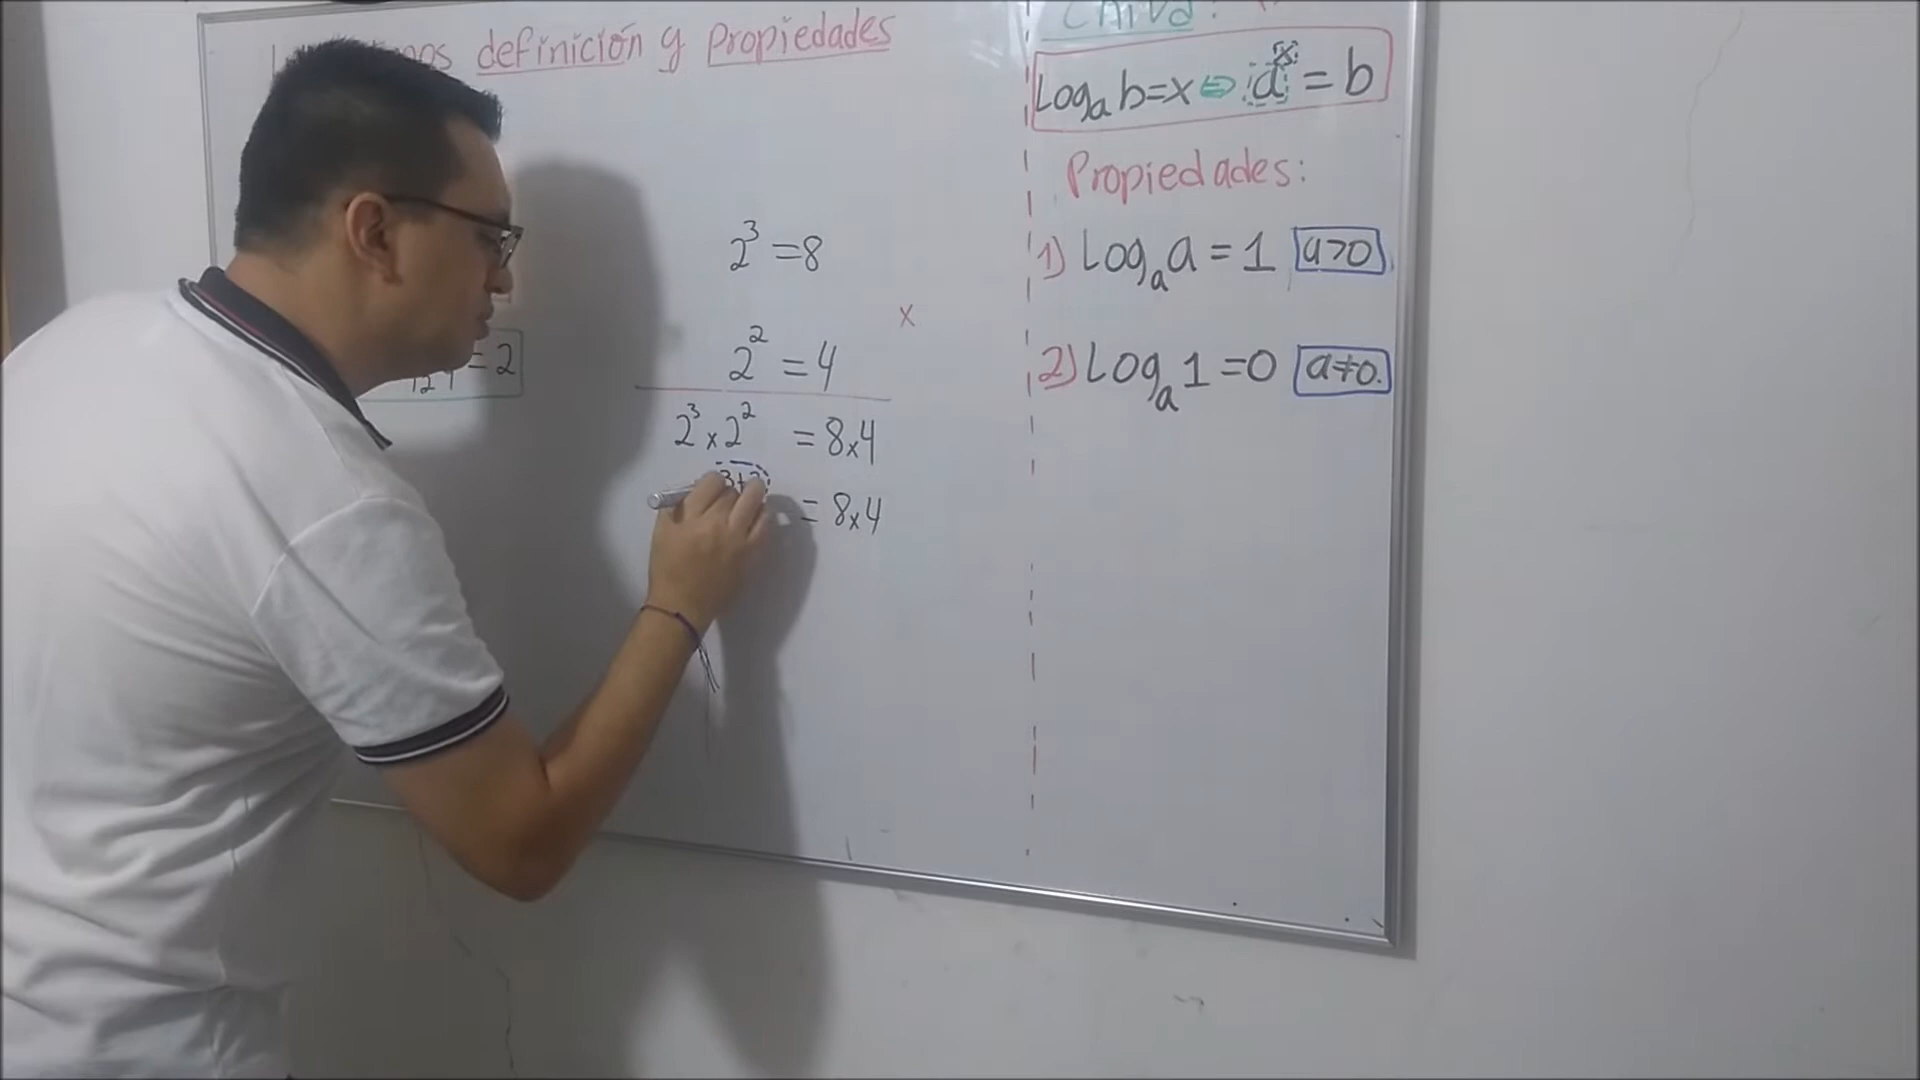 definición y Propiedades
Log_a b=x ⇔ a^x = b
Propiedades:
2^3 =8
1) Log_a a = 1 a>0
x
2^2 =4
=2
2) Log_a 1 =0 a≠0.
2^3 x 2^2 = 8x4
= 8x4